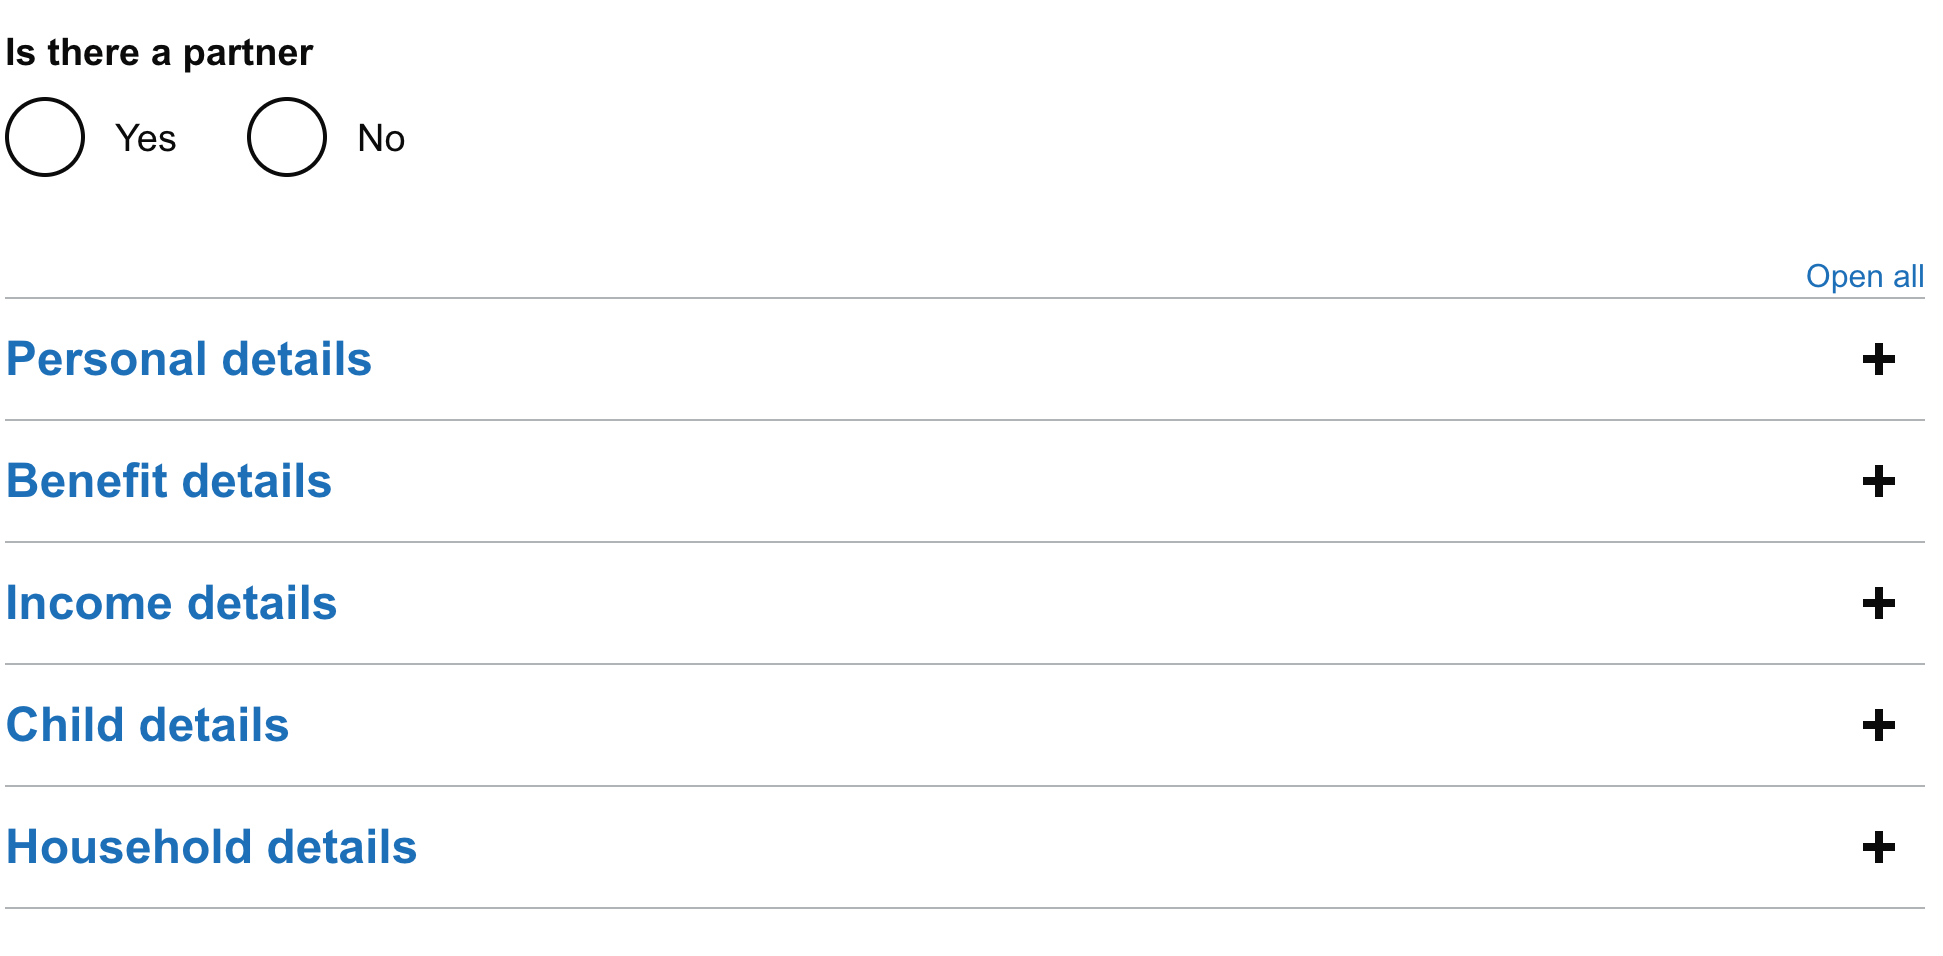 Is there a partner
Yes No
Open all
Personal details
Benefit details
Income details
Child details
Household details